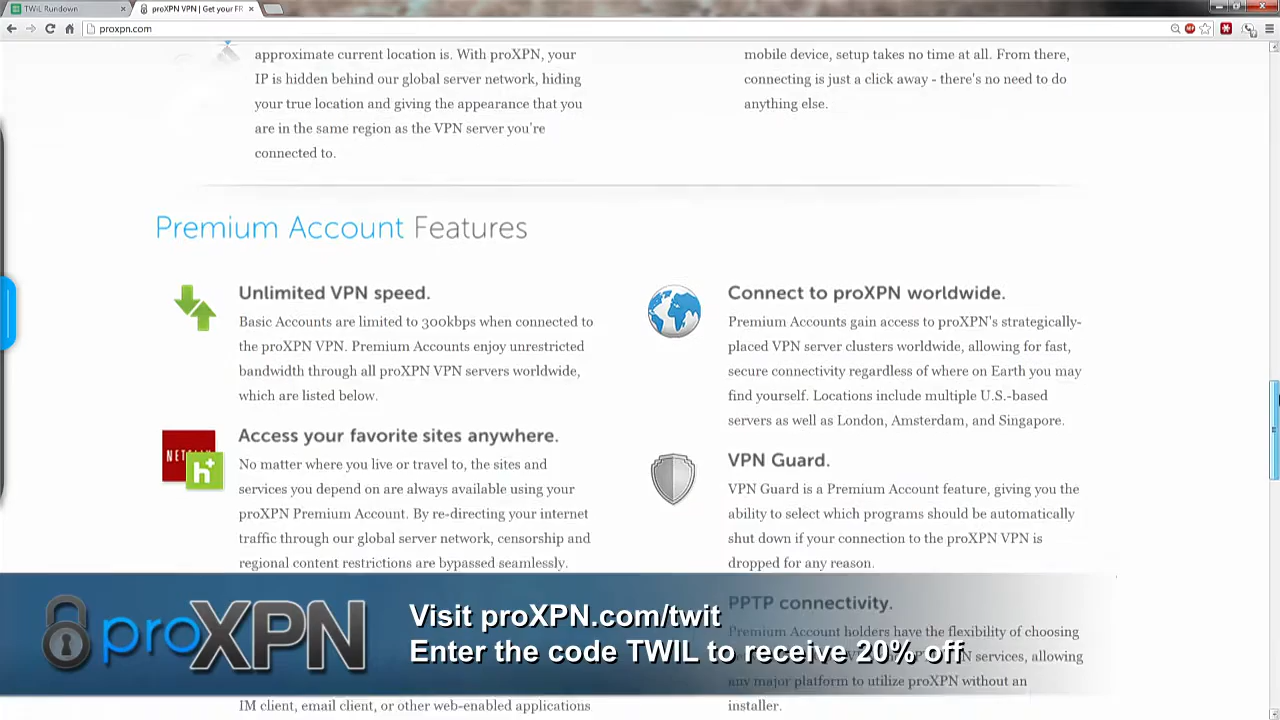 TWiL Rundown
proXPN VPN | Get your FR
proxpn.com
approximate current location is. With proXPN, your
IP is hidden behind our global server network, hiding
your true location and giving the appearance that you
are in the same region as the VPN server you're
connected to.
mobile device, setup takes no time at all. From there,
connecting is just a click away - there's no need to do
anything else.
Premium Account Features
Unlimited VPN speed.
Basic Accounts are limited to 300kbps when connected to
the proXPN VPN. Premium Accounts enjoy unrestricted
bandwidth through all proXPN VPN servers worldwide,
which are listed below.
Connect to proXPN worldwide.
Premium Accounts gain access to proXPN's strategically-
placed VPN server clusters worldwide, allowing for fast,
secure connectivity regardless of where on Earth you may
find yourself. Locations include multiple U.S.-based
servers as well as London, Amsterdam, and Singapore.
NETFLIX
h+
Access your favorite sites anywhere.
No matter where you live or travel to, the sites and
services you depend on are always available using your
proXPN Premium Account. By re-directing your internet
traffic through our global server network, censorship and
regional content restrictions are bypassed seamlessly.
VPN Guard.
VPN Guard is a Premium Account feature, giving you the
ability to select which programs should be automatically
shut down if your connection to the proXPN VPN is
dropped for any reason.
PPTP connectivity.
Premium Account holders have the flexibility of choosing
services, allowing
any major platform to utilize proXPN without an
installer.
proXPN
Visit proXPN.com/twit
Enter the code TWIL to receive 20% off
IM client, email client, or other web-enabled applications